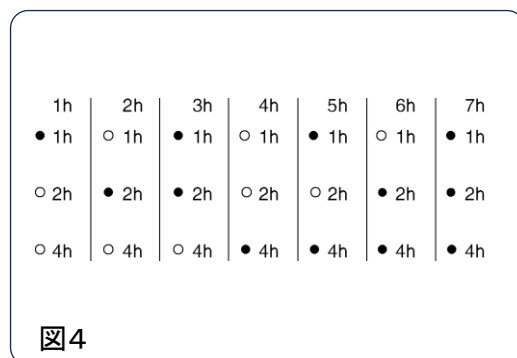 1h 2h 3h 4h 5h 6h 7h
● 1h ○ 1h ● 1h ○ 1h ● 1h ○ 1h ● 1h
○ 2h ● 2h ● 2h ○ 2h ○ 2h ● 2h ● 2h
○ 4h ○ 4h ○ 4h ● 4h ● 4h ● 4h ● 4h
図4